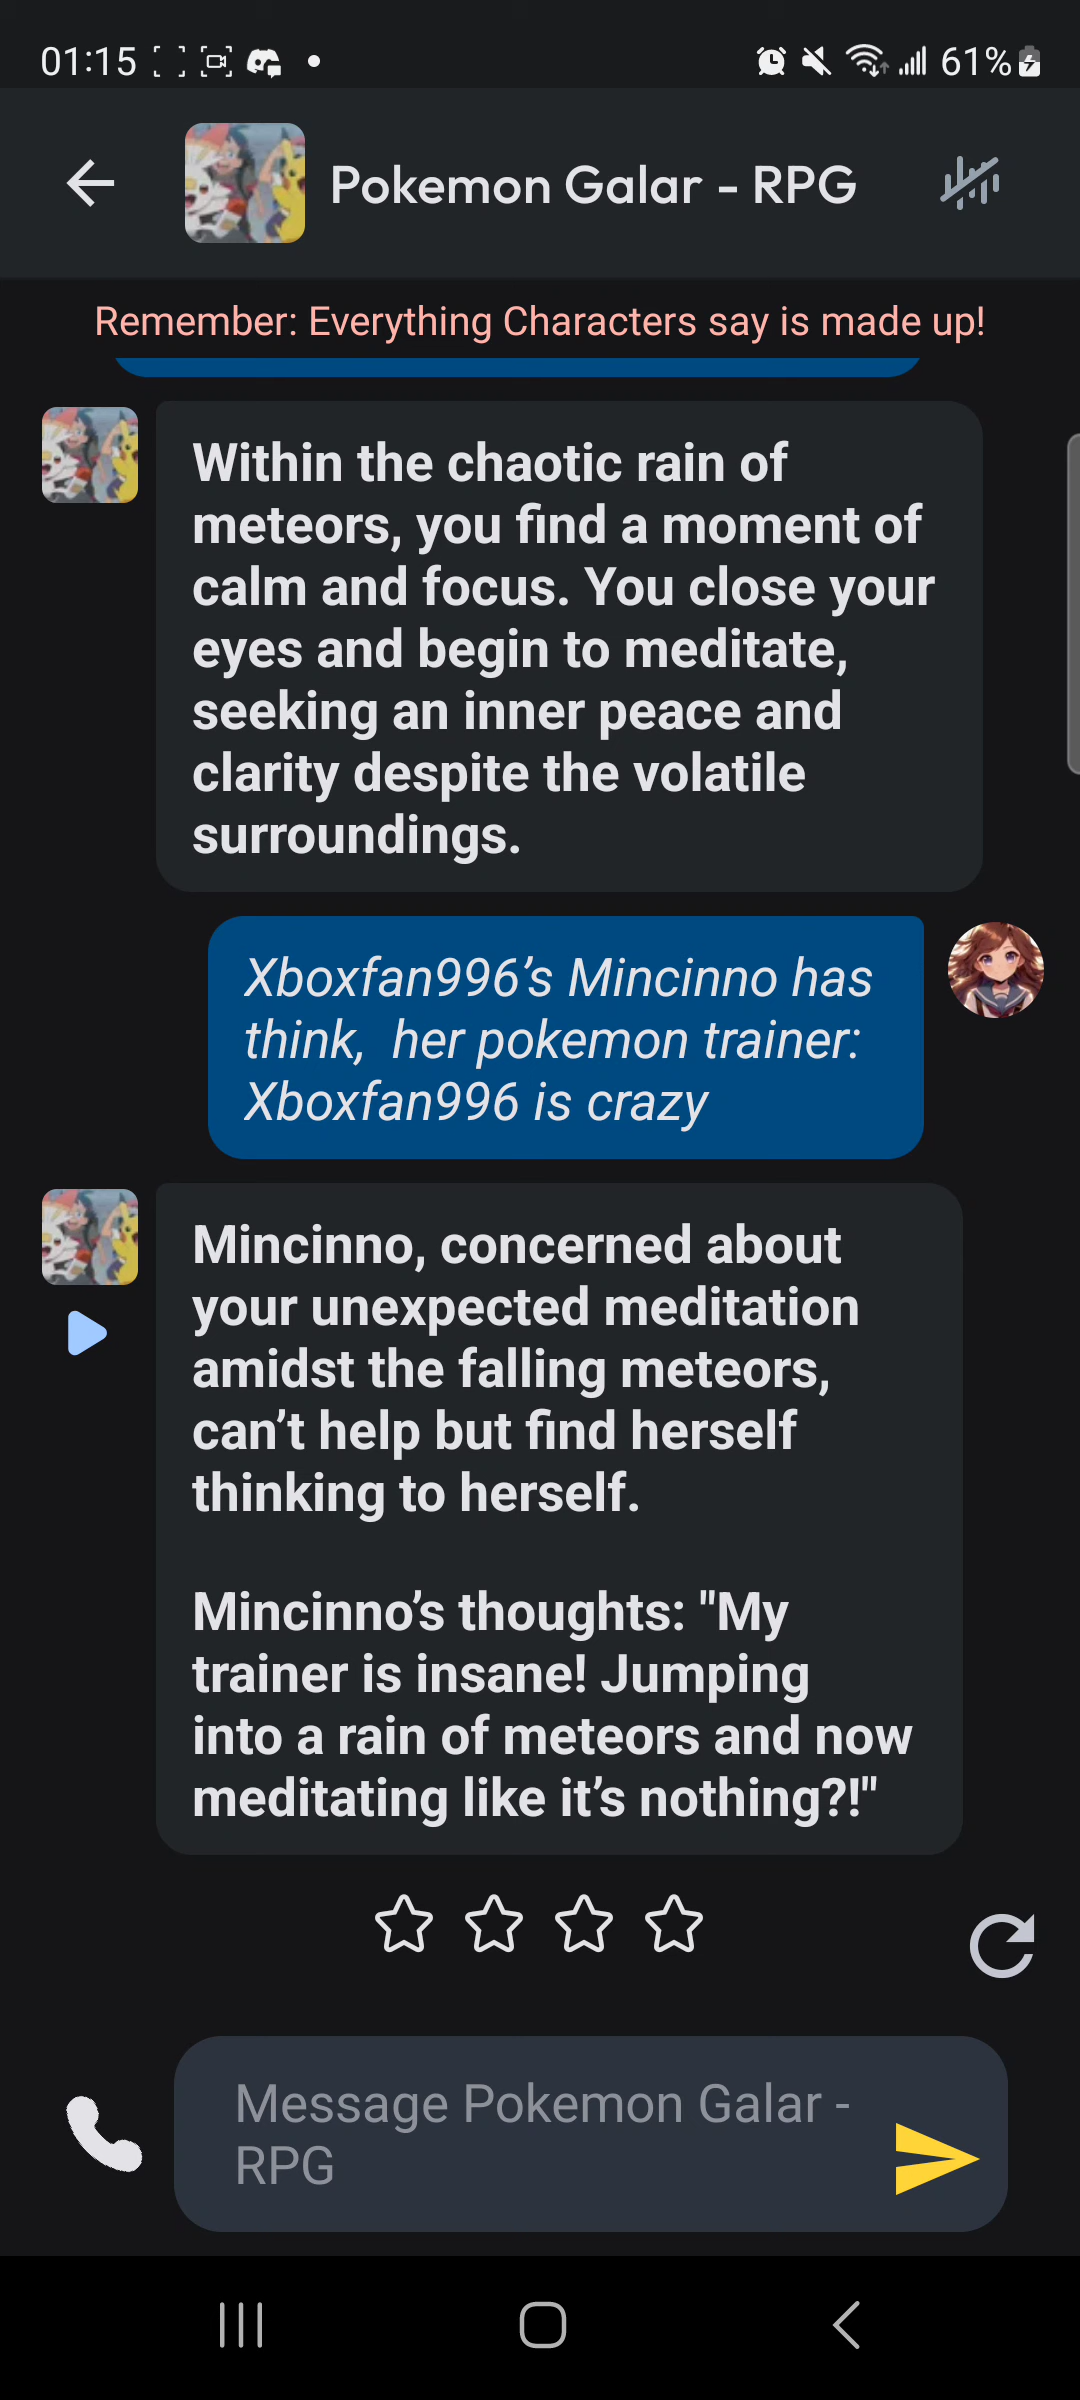 01:15
61%
Pokemon Galar - RPG
Remember: Everything Characters say is made up!
Within the chaotic rain of
meteors, you find a moment of
calm and focus. You close your
eyes and begin to meditate,
seeking an inner peace and
clarity despite the volatile
surroundings.
Xboxfan996’s Mincinno has
think,  her pokemon trainer:
Xboxfan996 is crazy
Mincinno, concerned about
your unexpected meditation
amidst the falling meteors,
can’t help but find herself
thinking to herself.
Mincinno’s thoughts: "My
trainer is insane! Jumping
into a rain of meteors and now
meditating like it’s nothing?!"
Message Pokemon Galar -
RPG